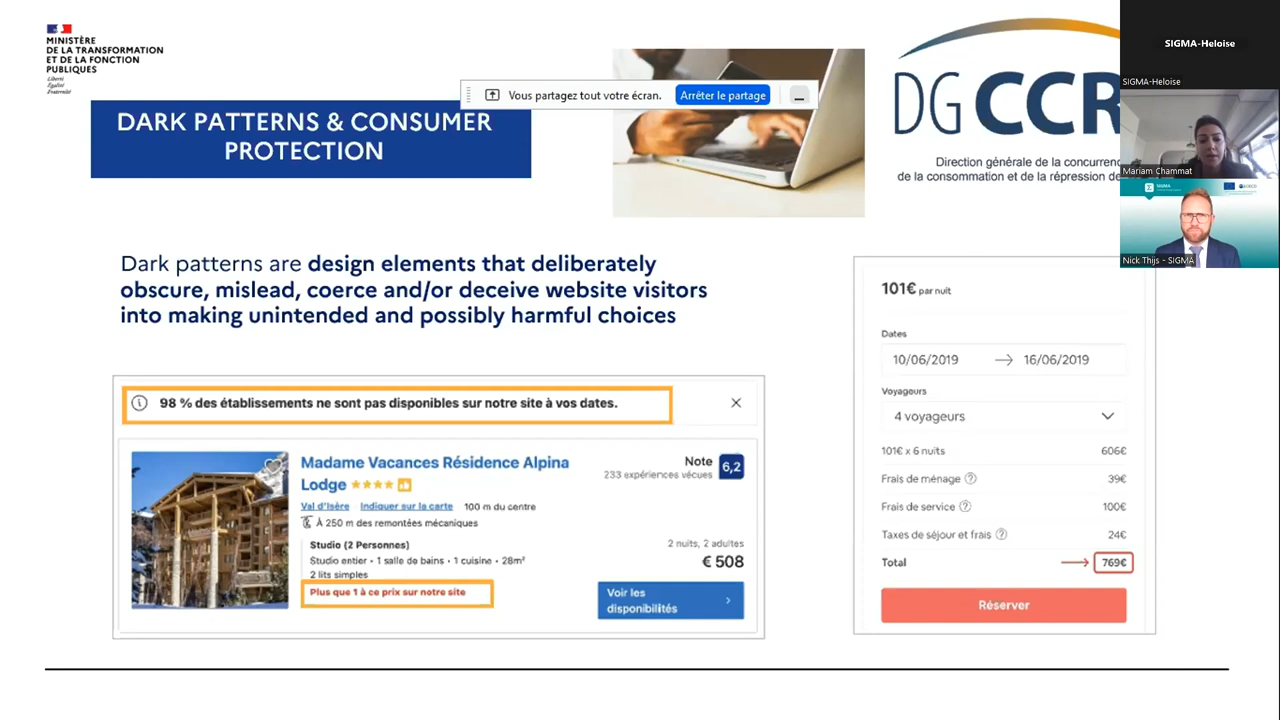 MINISTÈRE
DE LA TRANSFORMATION
ET DE LA FONCTION
PUBLIQUES
Liberté
Égalité
Fraternité
Vous partagez tout votre écran.
Arrêter le partage
DARK PATTERNS & CONSUMER
PROTECTION
DG CCR
Direction générale de la concurrenc
de la consommation et de la répression de
SIGMA-Heloise
SIGMA-Heloise
Mariam Chammat
SIGMA
Nick Thijs - SIGMA
Dark patterns are design elements that deliberately
obscure, mislead, coerce and/or deceive website visitors
into making unintended and possibly harmful choices
98 % des établissements ne sont pas disponibles sur notre site à vos dates.
Madame Vacances Résidence Alpina
Lodge
Note
6,2
233 expériences vécues
Val d'Isère Indiquer sur la carte 100 m du centre
À 250 m des remontées mécaniques
Studio (2 Personnes)
2 nuits, 2 adultes
Studio entier • 1 salle de bains • 1 cuisine • 28m²
€ 508
2 lits simples
Plus que 1 à ce prix sur notre site
Voir les
disponibilités
101€ par nuit
Dates
10/06/2019 → 16/06/2019
Voyageurs
4 voyageurs
101€ x 6 nuits 606€
Frais de ménage 39€
Frais de service 100€
Taxes de séjour et frais 24€
Total → 769€
Réserver